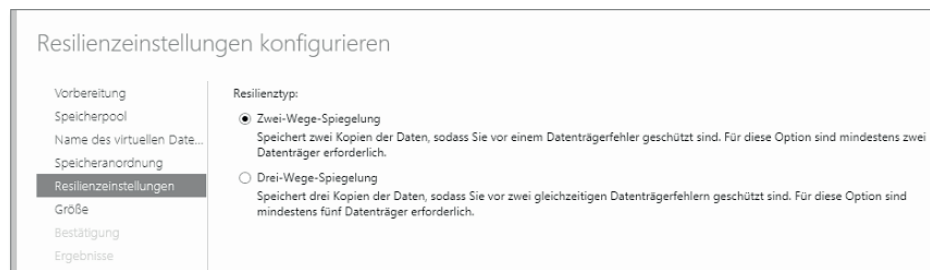 Resilienzeinstellungen konfigurieren
Vorbereitung
Speicherpool
Name des virtuellen Date...
Speicheranordnung
Resilienzeinstellungen
Größe
Bestätigung
Ergebnisse
Resilienztyp:
Zwei-Wege-Spiegelung
Speichert zwei Kopien der Daten, sodass Sie vor einem Datenträgerfehler geschützt sind. Für diese Option sind mindestens zwei
Datenträger erforderlich.
Drei-Wege-Spiegelung
Speichert drei Kopien der Daten, sodass Sie vor zwei gleichzeitigen Datenträgerfehlern geschützt sind. Für diese Option sind
mindestens fünf Datenträger erforderlich.